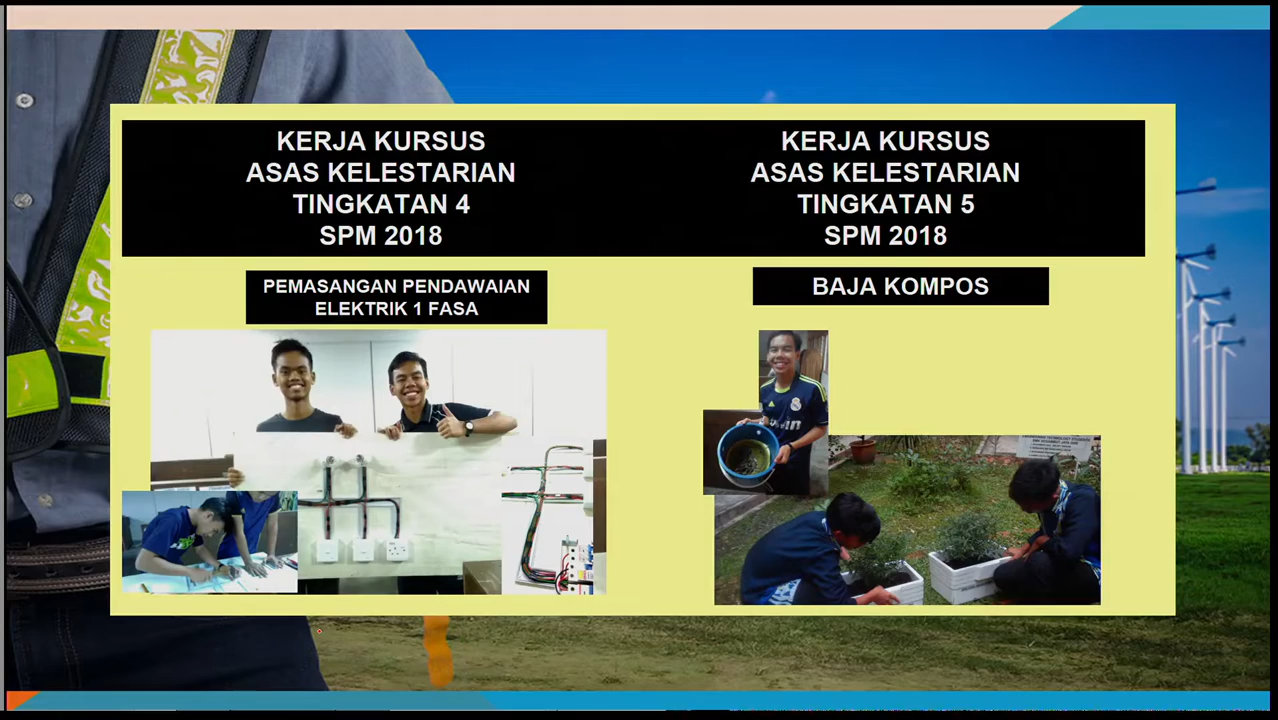 KERJA KURSUS
ASAS KELESTARIAN
TINGKATAN 4
SPM 2018
KERJA KURSUS
ASAS KELESTARIAN
TINGKATAN 5
SPM 2018
PEMASANGAN PENDAWAIAN
ELEKTRIK 1 FASA
BAJA KOMPOS